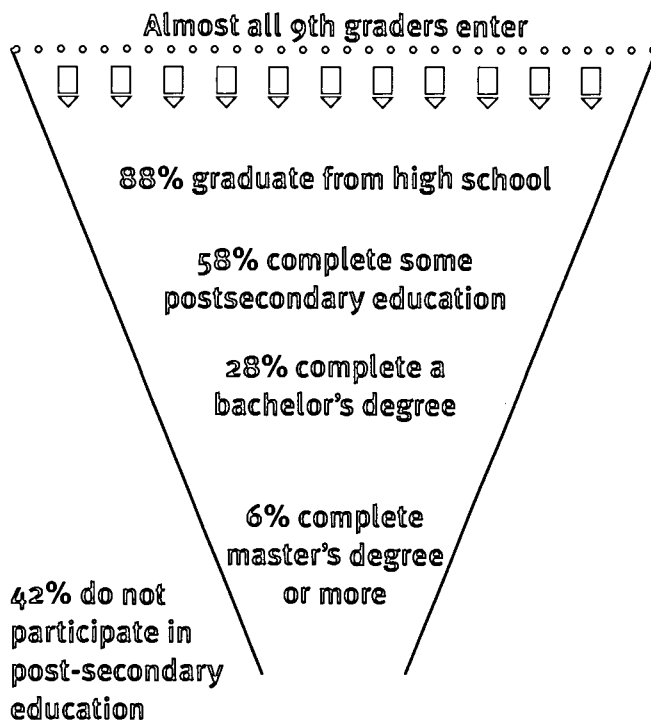 Almost all 9th graders enter
88% graduate from high school
58% complete some
postsecondary education
28% complete a
bachelor's degree
6% complete
master's degree
or more
42% do not
participate in
post-secondary
education